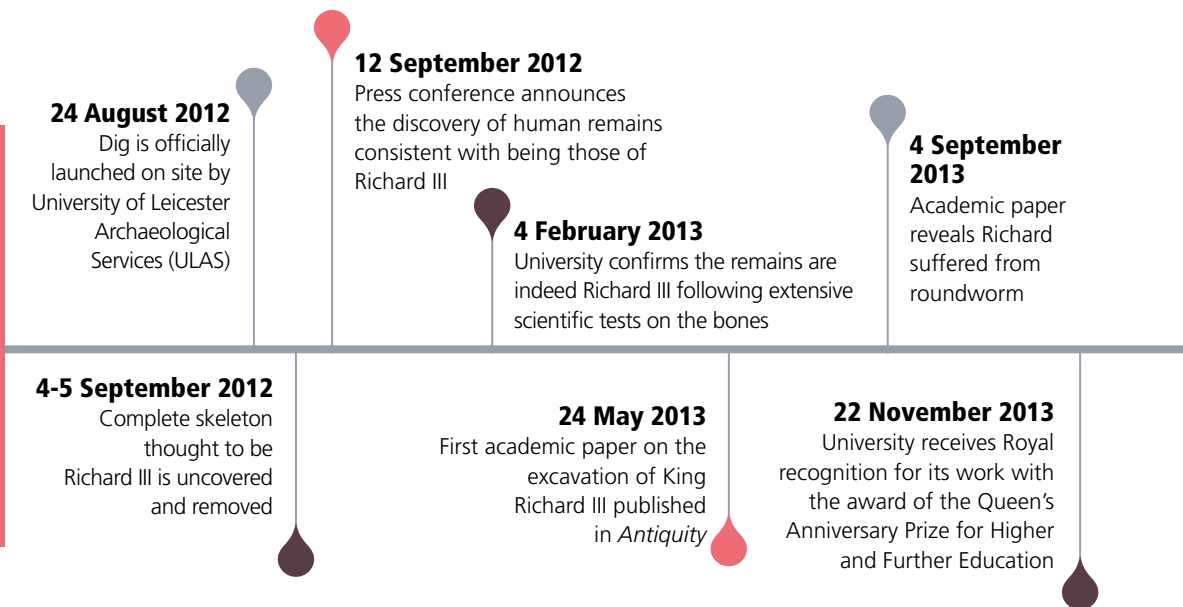 24 August 2012
Dig is officially
launched on site by
University of Leicester
Archaeological
Services (ULAS)
4-5 September 2012
Complete skeleton
thought to be
Richard III is uncovered
and removed
12 September 2012
Press conference announces
the discovery of human remains
consistent with being those of
Richard III
4 February 2013
University confirms the remains are
indeed Richard III following extensive
scientific tests on the bones
24 May 2013
First academic paper on the
excavation of King
Richard III published
in Antiquity
4 September
2013
Academic paper
reveals Richard
suffered from
roundworm
22 November 2013
University receives Royal
recognition for its work with
the award of the Queen’s
Anniversary Prize for Higher
and Further Education